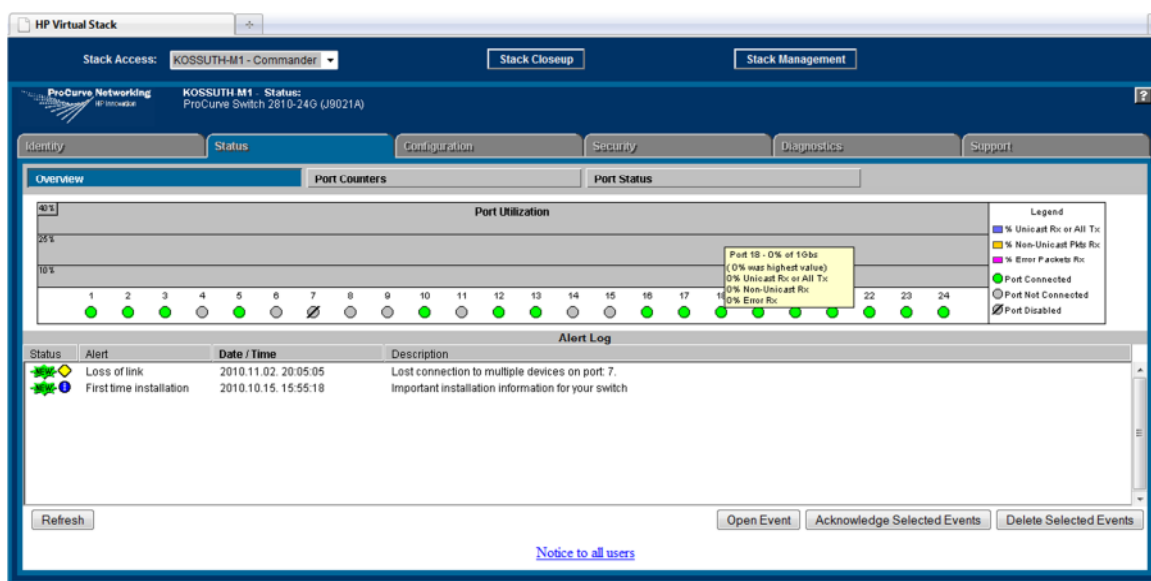 HP Virtual Stack
Stack Access: KOSSUTH-M1 - Commander Stack Closeup Stack Management
ProCurve Networking KOSSUTH-M1 - Status:
HP Innovation ProCurve Switch 2810-24G (J9021A) ?
Identity Status Configuration Security Diagnostics Support
Overview Port Counters Port Status
40% Port Utilization Legend
25% % Unicast Rx or All Tx
% Non-Unicast Pkts Rx
10% % Error Packets Rx
Port 18 - 0% of 1Gbs
( 0% was highest value)
0% Unicast Rx or All Tx
0% Non-Unicast Rx
0% Error Rx
Port Connected
1 2 3 4 5 6 7 8 9 10 11 12 13 14 15 16 17 22 23 24 Port Not Connected
Port Disabled
Alert Log
Status Alert Date / Time Description
NEW Loss of link 2010.11.02. 20:05:05 Lost connection to multiple devices on port: 7.
NEW First time installation 2010.10.15. 15:55:18 Important installation information for your switch
Refresh Open Event Acknowledge Selected Events Delete Selected Events
Notice to all users